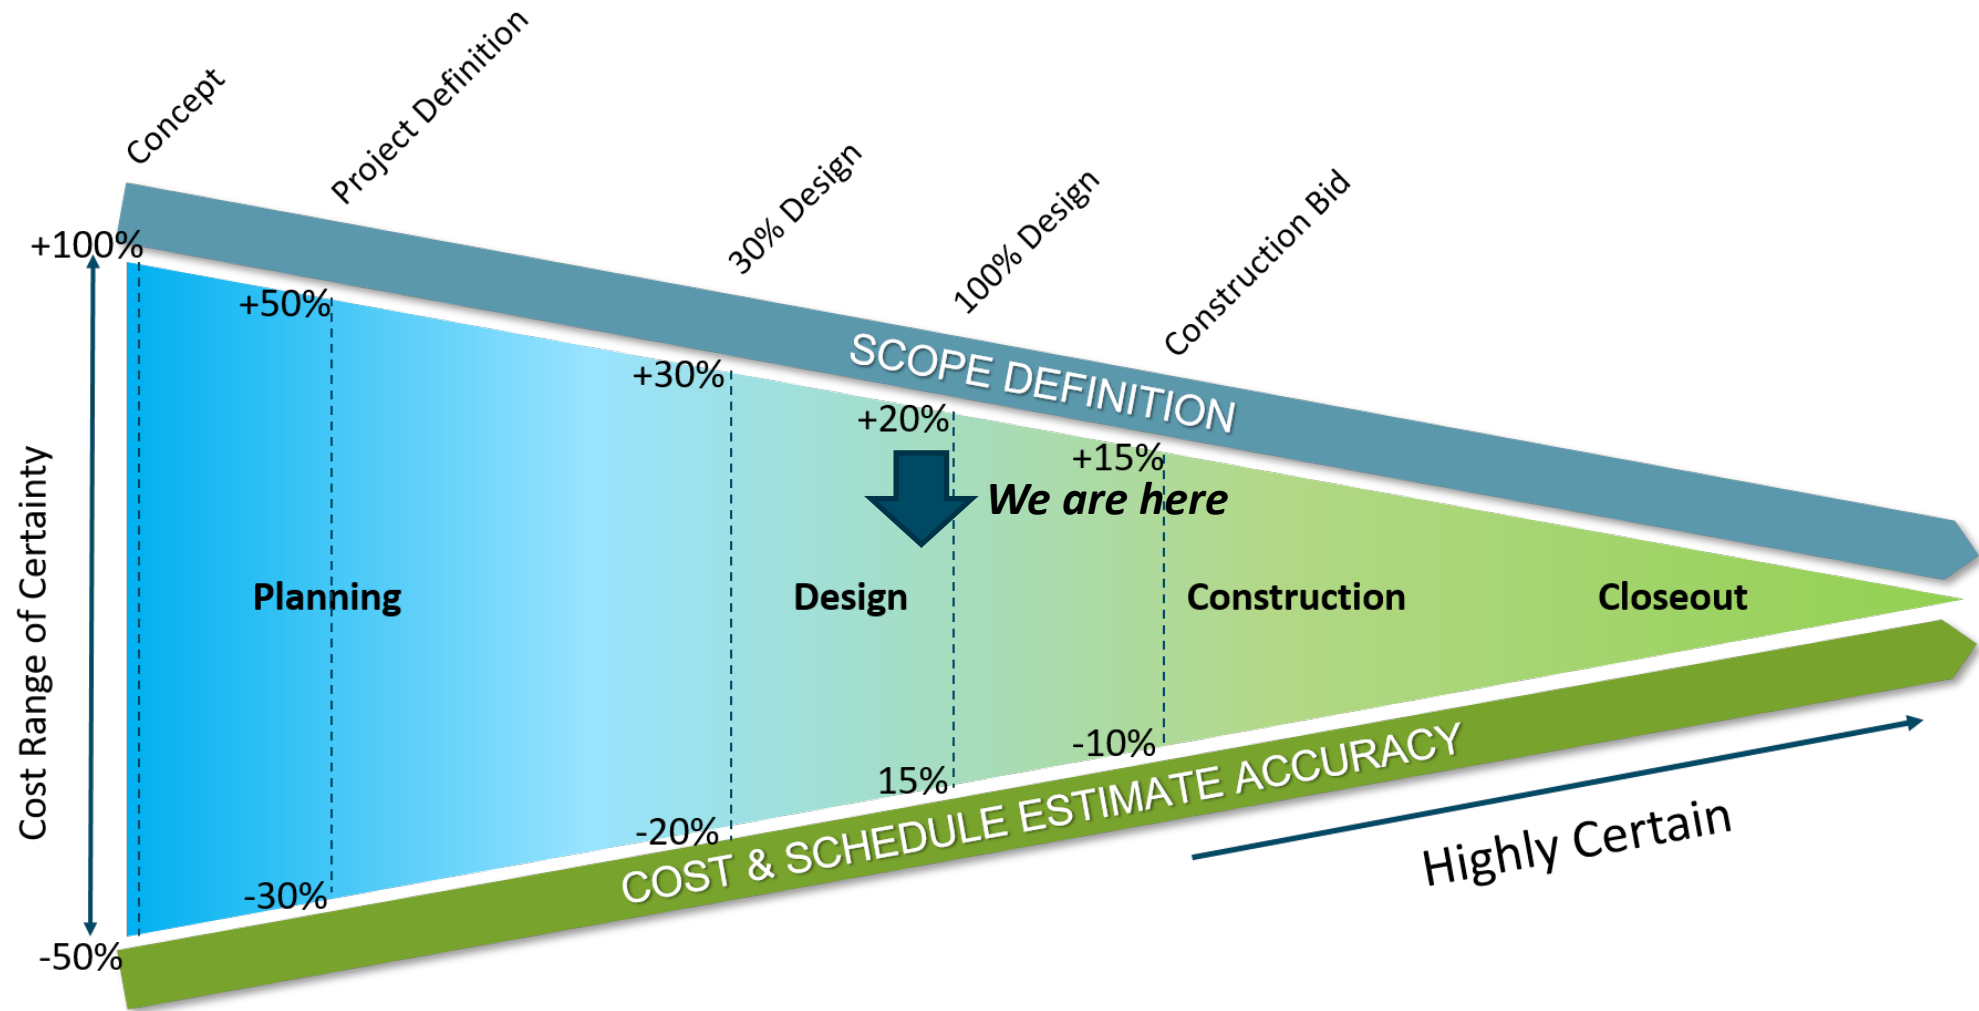 Concept
Project Definition
30% Design
100% Design
Construction Bid
SCOPE DEFINITION
+100%
+50%
+30%
+20%
+15%
We are here
Cost Range of Certainty
Planning
Design
Construction
Closeout
-10%
15%
-20%
-30%
-50%
COST & SCHEDULE ESTIMATE ACCURACY
Highly Certain